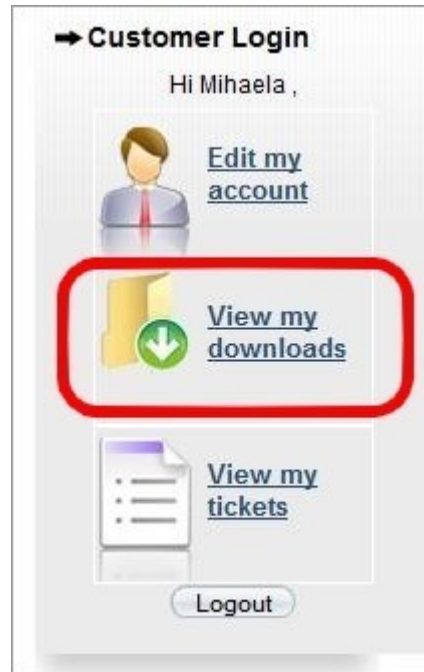 Customer Login
Hi Mihaela ,
Edit my
account
View my
downloads
View my
tickets
Logout